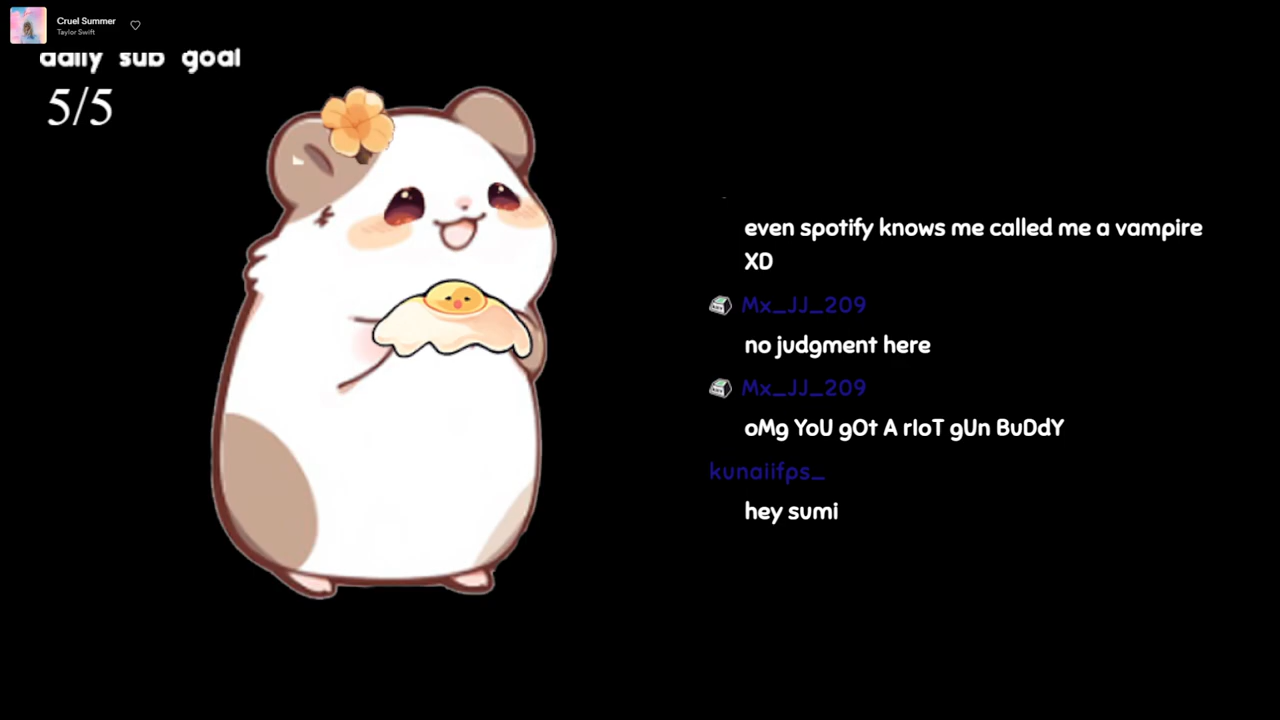 Cruel Summer
Taylor Swift
daily sub goal
5/5
even spotify knows me called me a vampire
XD
Mx_JJ_209
no judgment here
Mx_JJ_209
oMg YoU gOt A rIoT gUn BuDdY
kunaiifps_
hey sumi